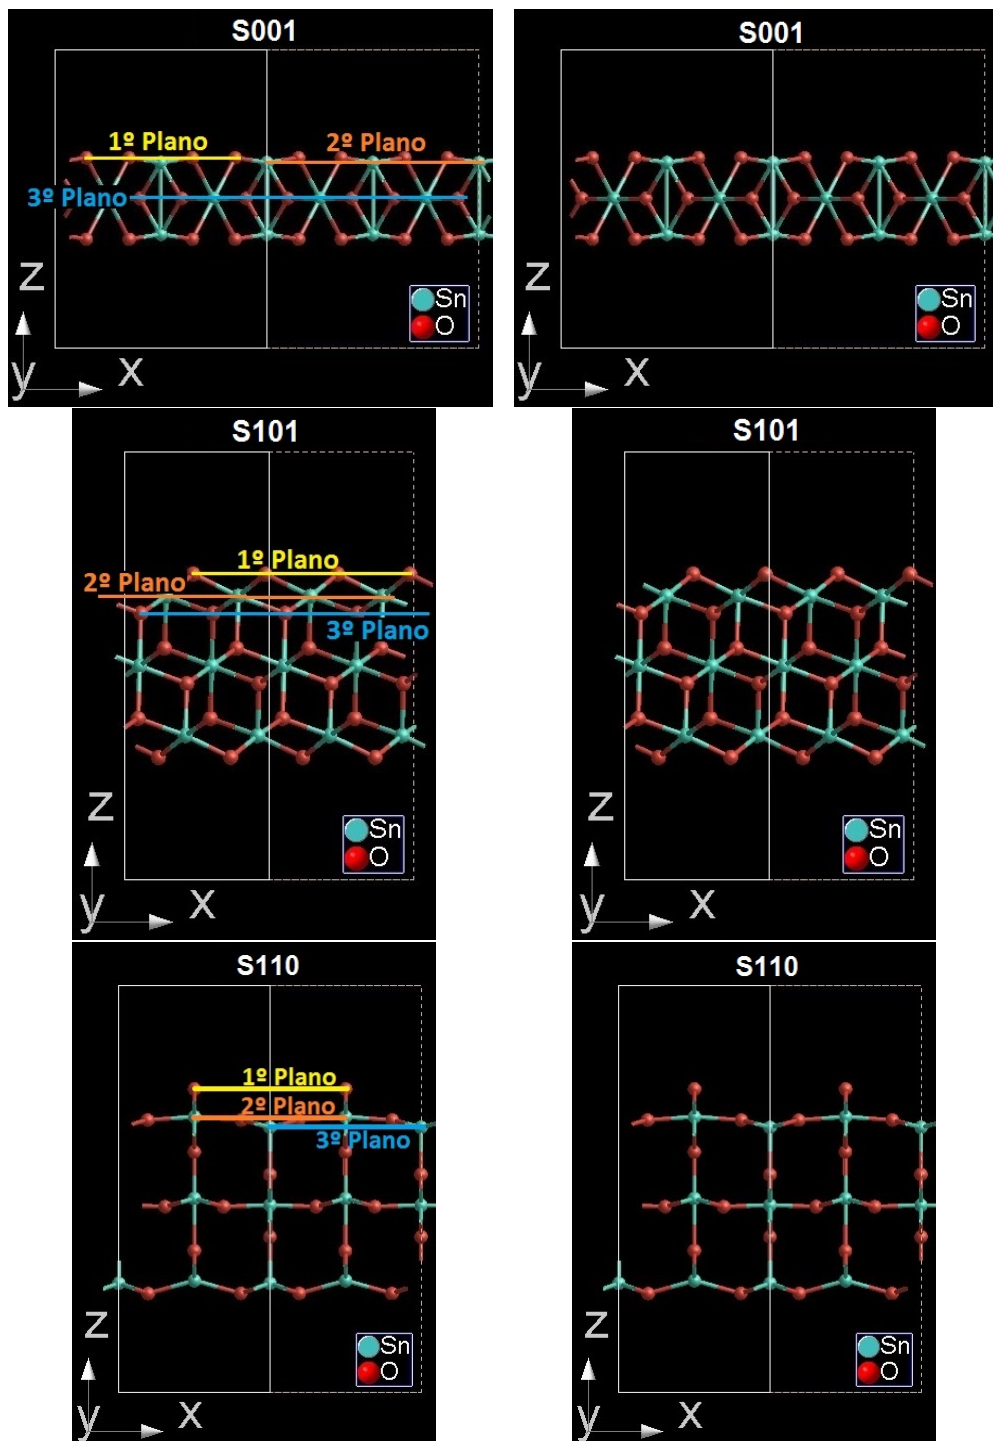 S001
S001
1º Plano
2º Plano
3º Plano
Z
Sn
O
y
X
Z
Sn
O
y
X
S101
S101
1º Plano
2º Plano
3º Plano
Z
Sn
O
y
X
Z
Sn
O
y
X
S110
S110
1º Plano
2º Plano
3º Plano
Z
Sn
O
y
X
Z
Sn
O
y
X